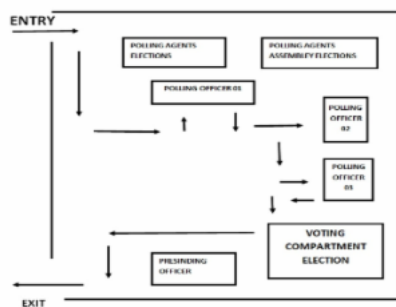 ENTRY
POLLING AGENTS
ELECTIONS
POLLING AGENTS
ASSEMBLEY ELECTIONS
POLLING OFFICER 01
POLLING
OFFICER
02
POLLING
OFFICER
03
VOTING
COMPARTMENT
ELECTION
PRESINDING
OFFICER
EXIT